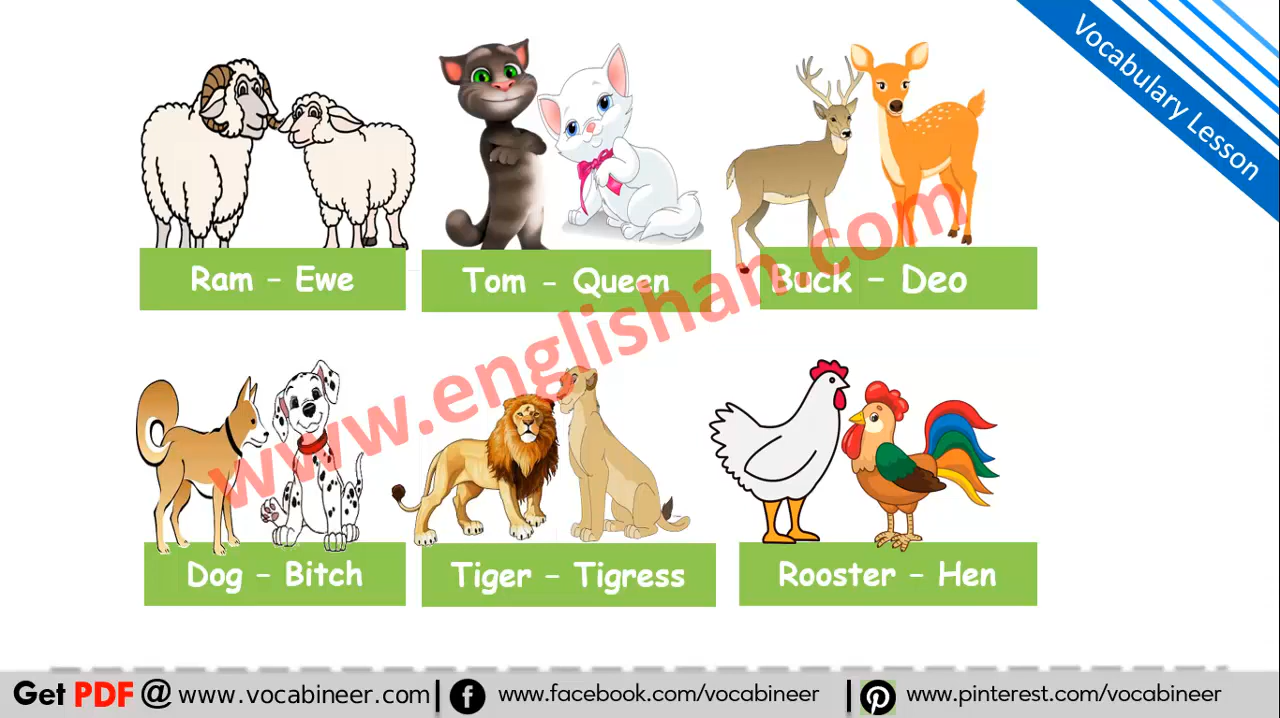 Vocabulary Lesson
Ram – Ewe
Tom – Queen
Buck – Deo
www.englishan.com
Dog – Bitch
Tiger – Tigress
Rooster – Hen
Get PDF @ www.vocabineer.com
www.facebook.com/vocabineer
www.pinterest.com/vocabineer